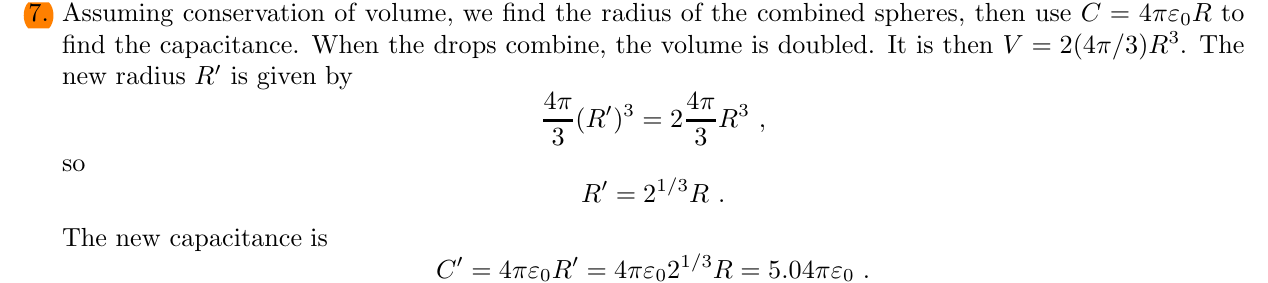 7. Assuming conservation of volume, we find the radius of the combined spheres, then use C = 4πε₀R to
find the capacitance. When the drops combine, the volume is doubled. It is then V = 2(4π/3)R³. The
new radius R′ is given by
4π/3 (R′)³ = 2 4π/3 R³ ,
so
R′ = 2^{1/3}R .
The new capacitance is
C′ = 4πε₀R′ = 4πε₀2^{1/3}R = 5.04πε₀ .